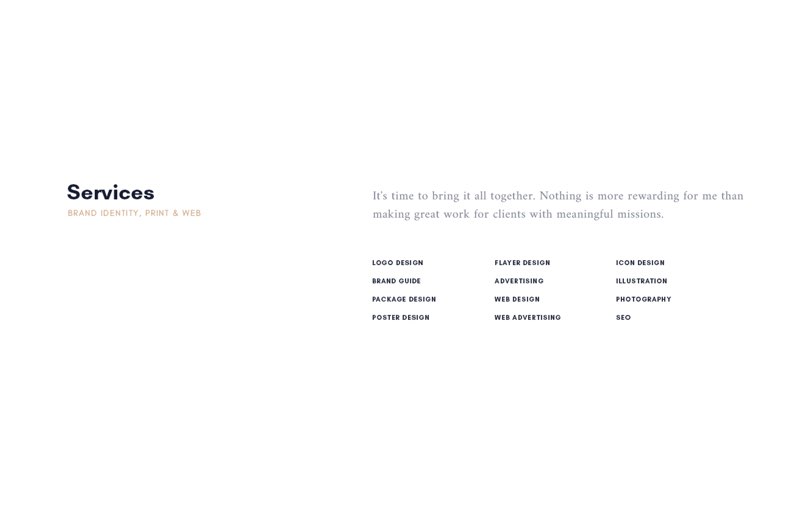 Services
BRAND IDENTITY, PRINT & WEB
It's time to bring it all together. Nothing is more rewarding for me than
making great work for clients with meaningful missions.
LOGO DESIGN
BRAND GUIDE
PACKAGE DESIGN
POSTER DESIGN
FLAYER DESIGN
ADVERTISING
WEB DESIGN
WEB ADVERTISING
ICON DESIGN
ILLUSTRATION
PHOTOGRAPHY
SEO